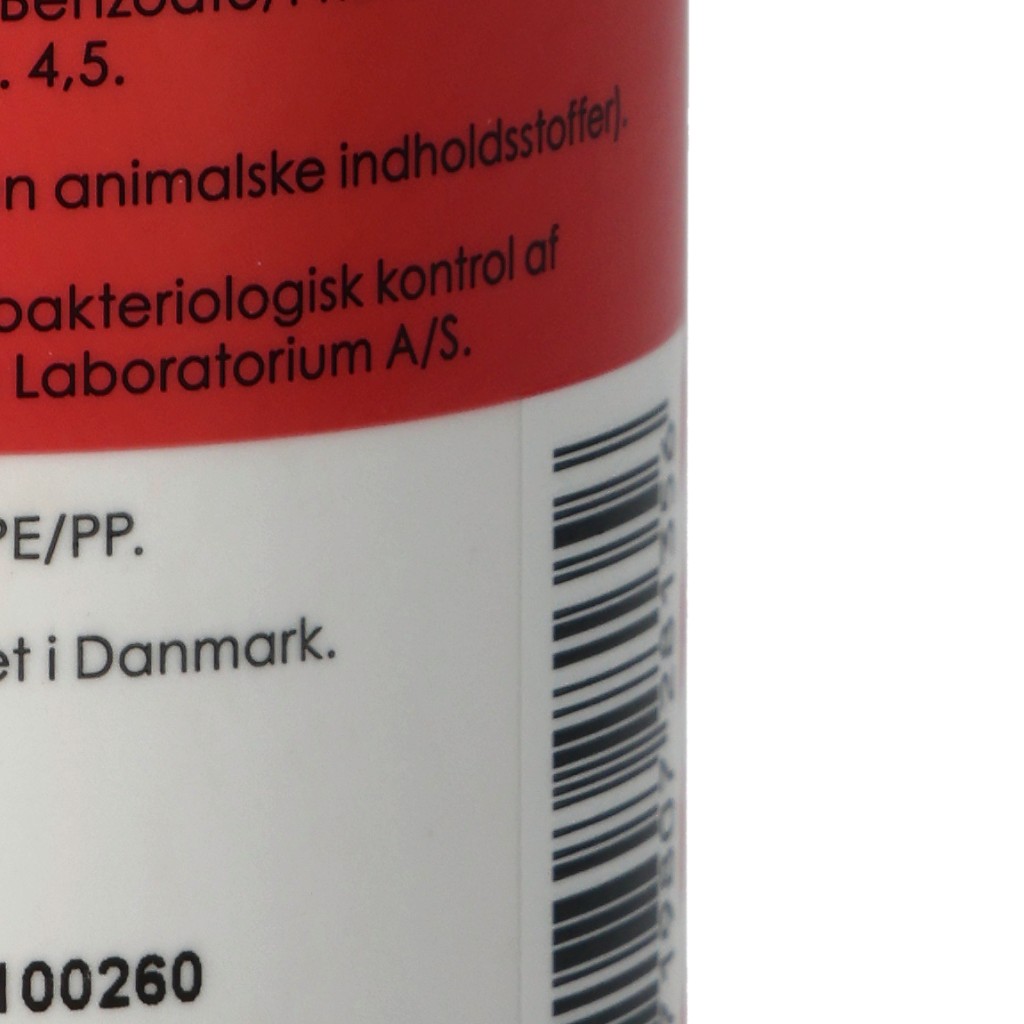 4,5.
animalske indholdsstoffer).
bakteriologisk kontrol af
Laboratorium A/S.
PE/PP.
et i Danmark.
100260